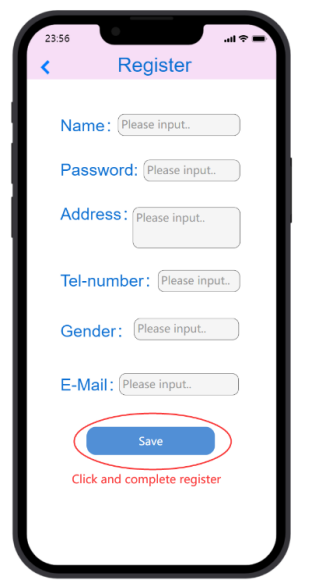 23:56
Register
Name: Please input..
Password: Please input..
Address: Please input..
Tel-number: Please input..
Gender: Please input..
E-Mail: Please input..
Save
Click and complete register